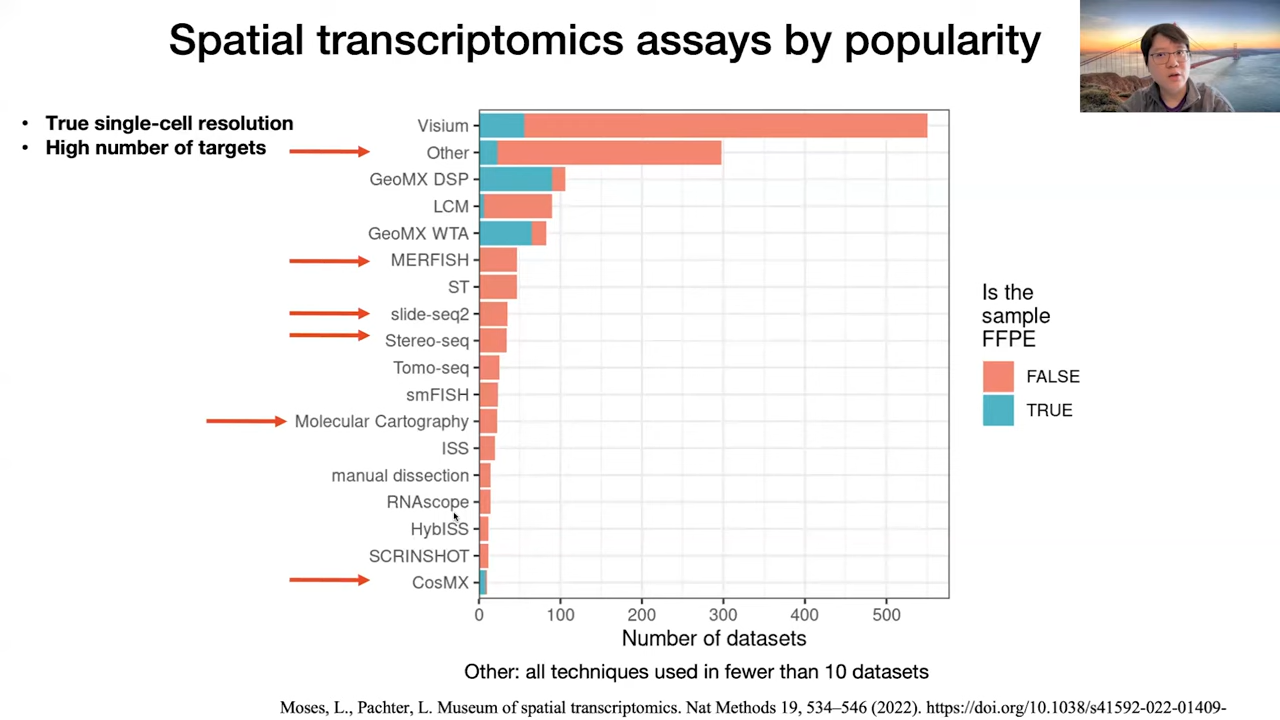 Spatial transcriptomics assays by popularity
• True single-cell resolution
• High number of targets
Visium
Other
GeoMX DSP
LCM
GeoMX WTA
MERFISH
ST
slide-seq2
Stereo-seq
Tomo-seq
smFISH
Molecular Cartography
ISS
manual dissection
RNAscope
HybISS
SCRINSHOT
CosMX
0 100 200 300 400 500
Number of datasets
Is the
sample
FFPE
FALSE
TRUE
Other: all techniques used in fewer than 10 datasets
Moses, L., Pachter, L. Museum of spatial transcriptomics. Nat Methods 19, 534–546 (2022). https://doi.org/10.1038/s41592-022-01409-